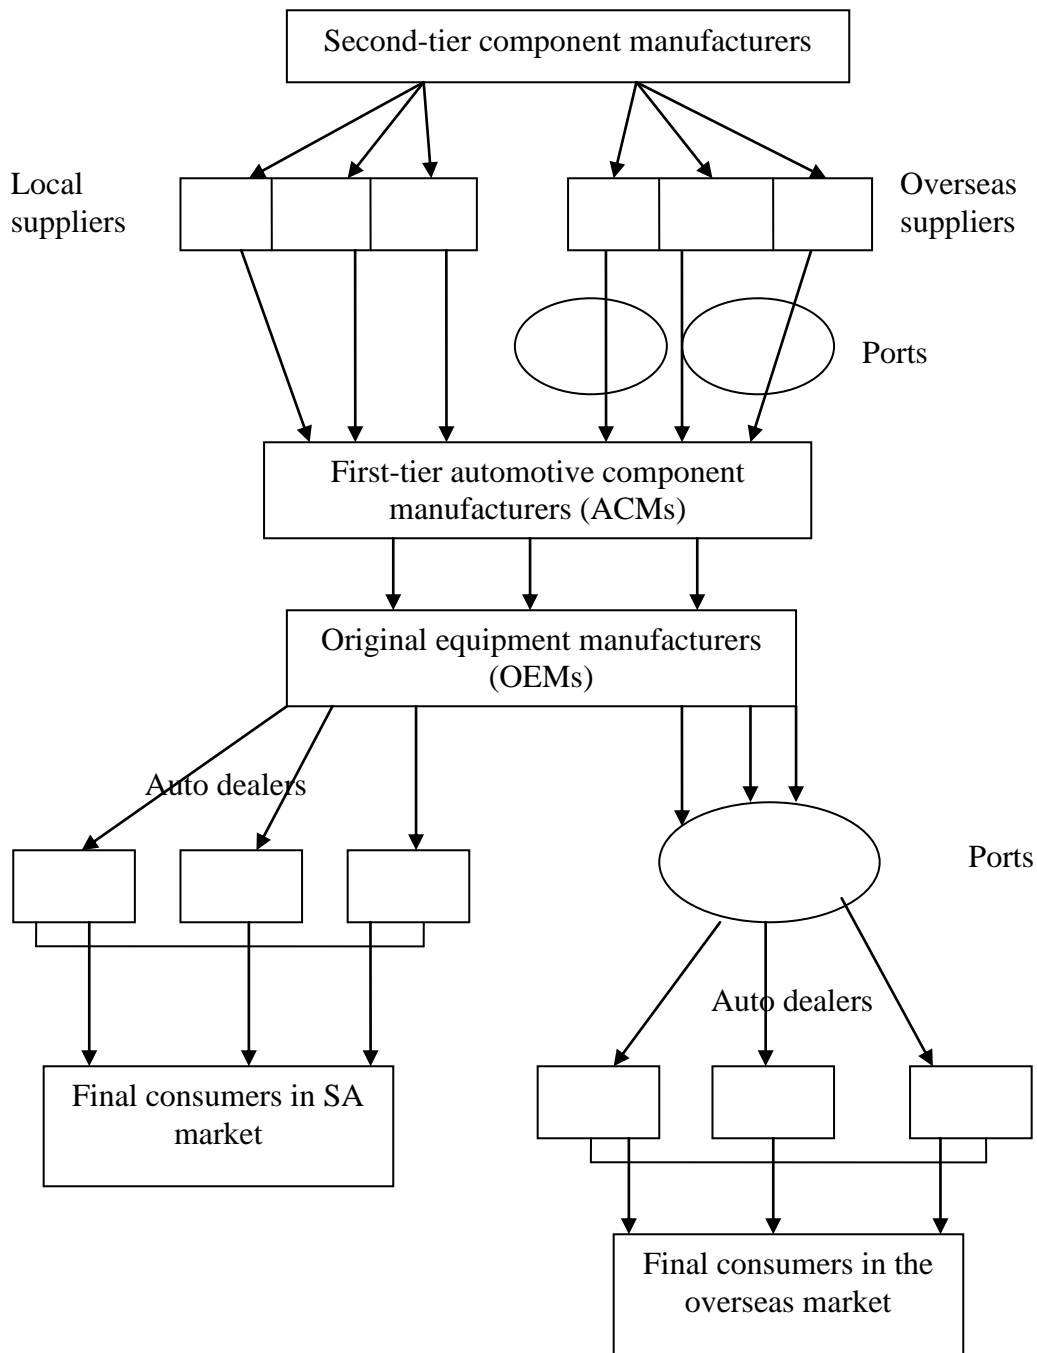 Second-tier component manufacturers
Local
suppliers
Overseas
suppliers
Ports
First-tier automotive component
manufacturers (ACMs)
Original equipment manufacturers
(OEMs)
Auto dealers
Ports
Auto dealers
Final consumers in SA
market
Final consumers in the
overseas market